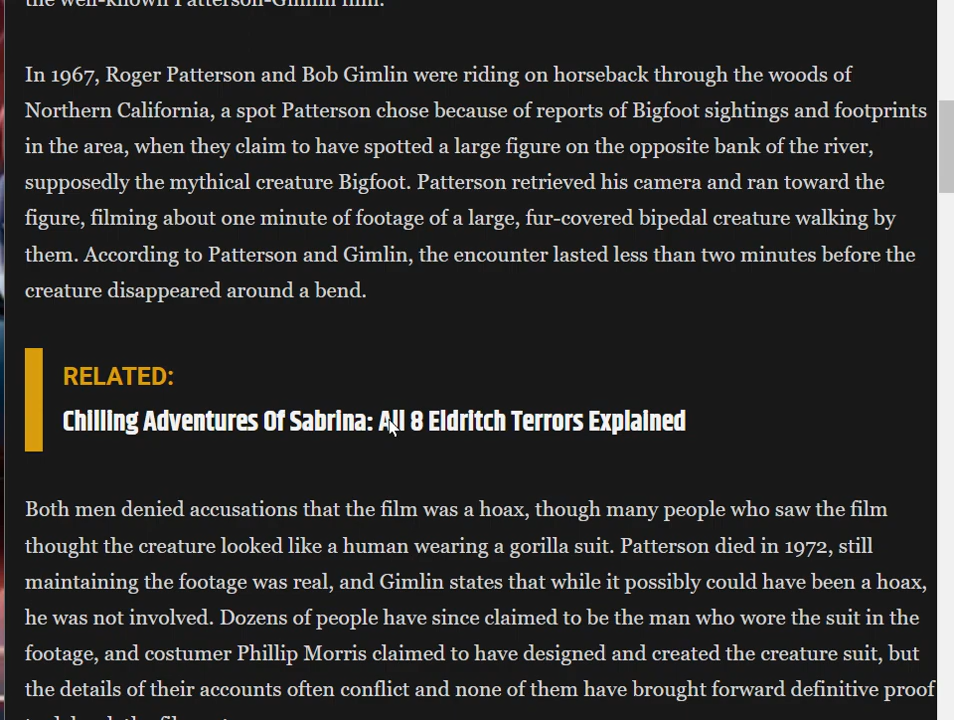 the well-known Patterson-Gimlin film.
In 1967, Roger Patterson and Bob Gimlin were riding on horseback through the woods of
Northern California, a spot Patterson chose because of reports of Bigfoot sightings and footprints
in the area, when they claim to have spotted a large figure on the opposite bank of the river,
supposedly the mythical creature Bigfoot. Patterson retrieved his camera and ran toward the
figure, filming about one minute of footage of a large, fur-covered bipedal creature walking by
them. According to Patterson and Gimlin, the encounter lasted less than two minutes before the
creature disappeared around a bend.
RELATED:
Chilling Adventures Of Sabrina: All 8 Eldritch Terrors Explained
Both men denied accusations that the film was a hoax, though many people who saw the film
thought the creature looked like a human wearing a gorilla suit. Patterson died in 1972, still
maintaining the footage was real, and Gimlin states that while it possibly could have been a hoax,
he was not involved. Dozens of people have since claimed to be the man who wore the suit in the
footage, and costumer Phillip Morris claimed to have designed and created the creature suit, but
the details of their accounts often conflict and none of them have brought forward definitive proof